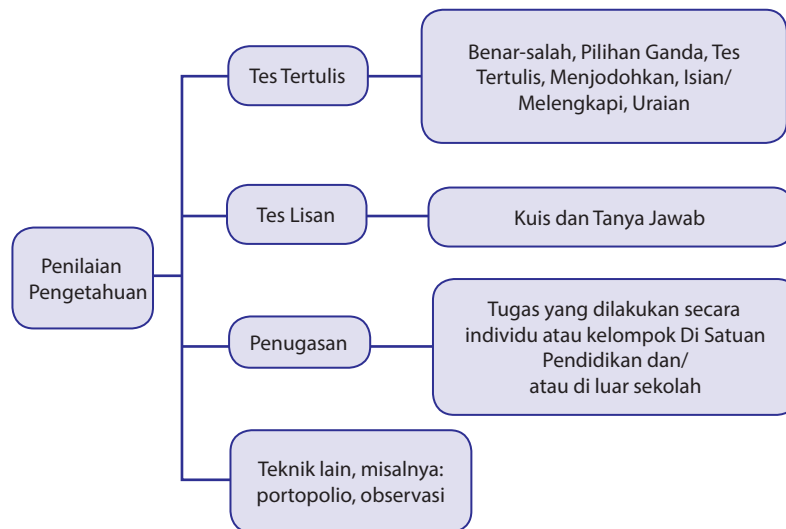 Tes Tertulis
Benar-salah, Pilihan Ganda, Tes
Tertulis, Menjodohkan, Isian/
Melengkapi, Uraian
Tes Lisan
Kuis dan Tanya Jawab
Penilaian
Pengetahuan
Penugasan
Tugas yang dilakukan secara
individu atau kelompok Di Satuan
Pendidikan dan/
atau di luar sekolah
Teknik lain, misalnya:
portopolio, observasi